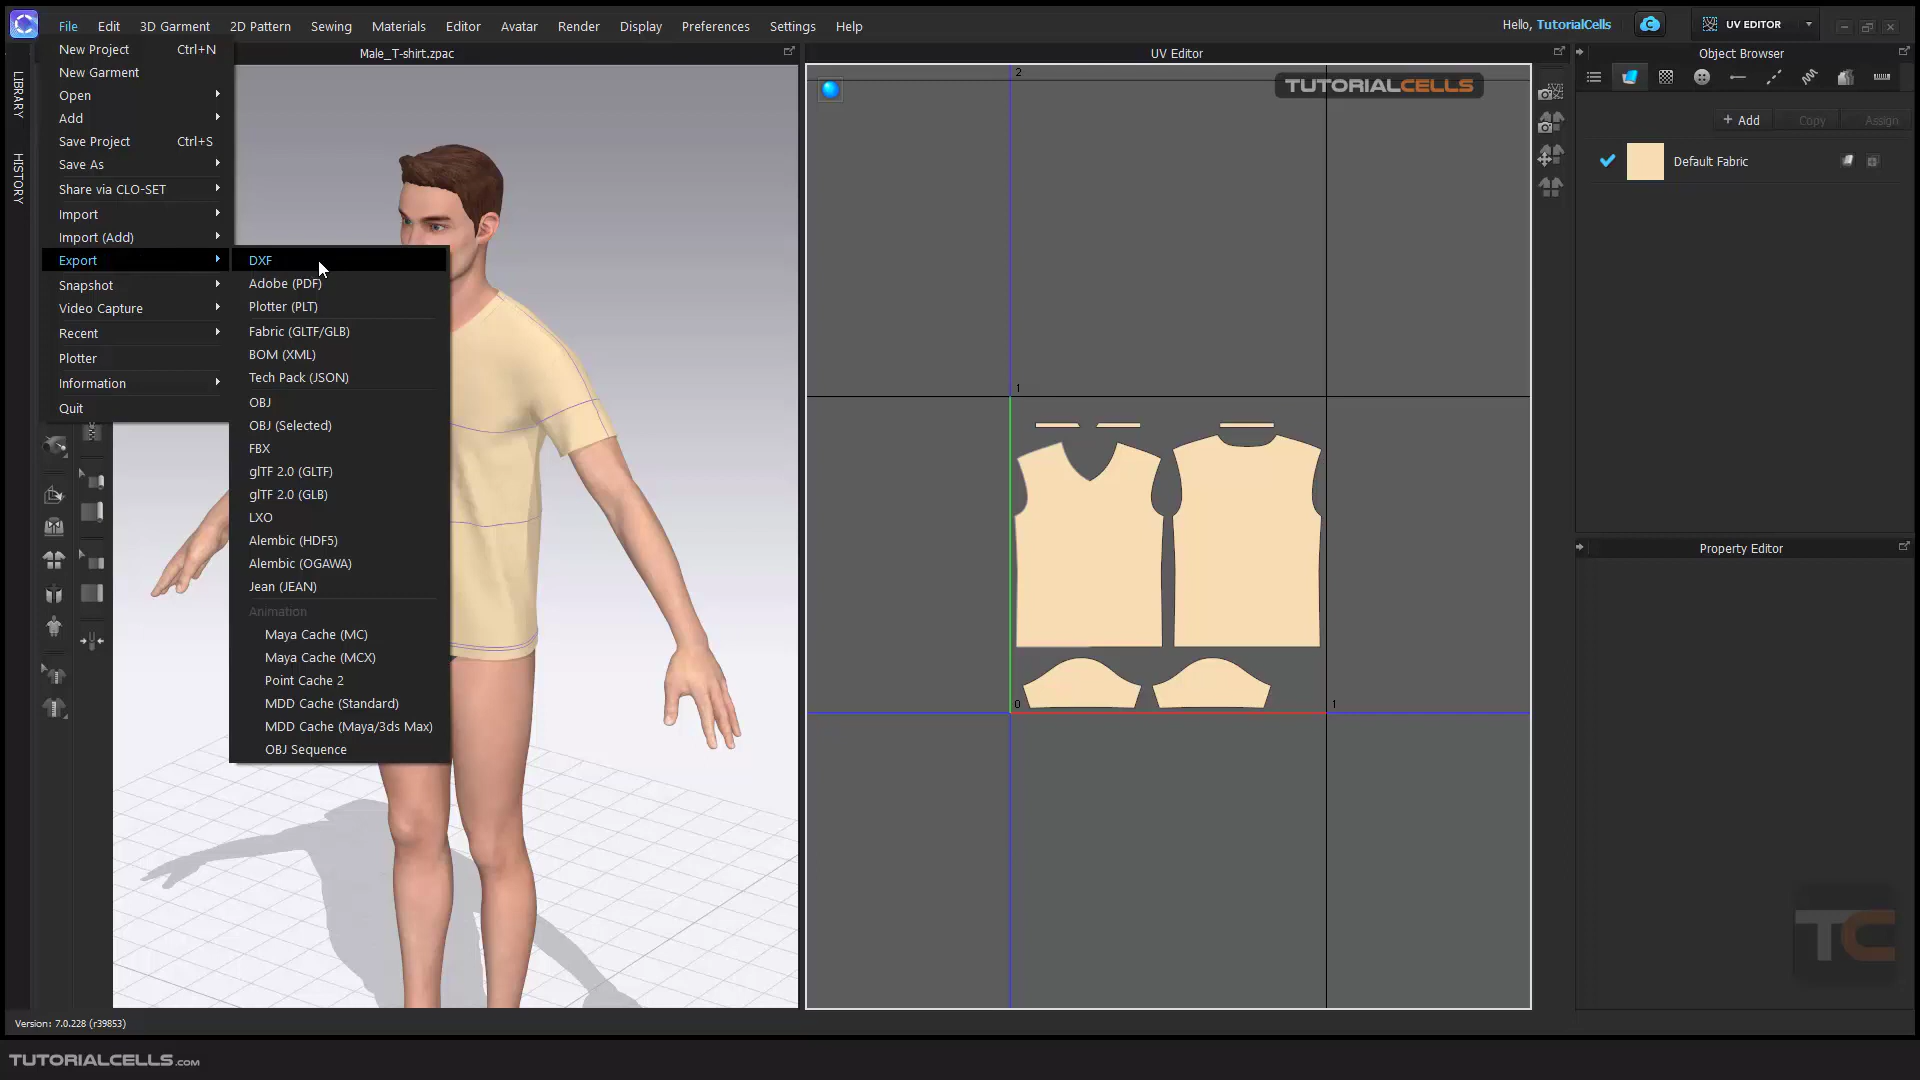 File Edit 3D Garment 2D Pattern Sewing Materials Editor Avatar Render Display Preferences Settings Help
Hello, TutorialCells
UV EDITOR
Male_T-shirt.zpac
UV Editor
Object Browser
LIBRARY
HISTORY
New Project Ctrl+N
New Garment
Open
Add
Save Project Ctrl+S
Save As
Share via CLO-SET
Import
Import (Add)
Export
Snapshot
Video Capture
Recent
Plotter
Information
Quit
DXF
Adobe (PDF)
Plotter (PLT)
Fabric (GLTF/GLB)
BOM (XML)
Tech Pack (JSON)
OBJ
OBJ (Selected)
FBX
glTF 2.0 (GLTF)
glTF 2.0 (GLB)
LXO
Alembic (HDF5)
Alembic (OGAWA)
Jean (JEAN)
Animation
Maya Cache (MC)
Maya Cache (MCX)
Point Cache 2
MDD Cache (Standard)
MDD Cache (Maya/3ds Max)
OBJ Sequence
2
TUTORIALCELLS
1
0
1
+ Add Copy Assign
Default Fabric
Property Editor
TC
Version: 7.0.228 (r39853)
TUTORIALCELLS.com